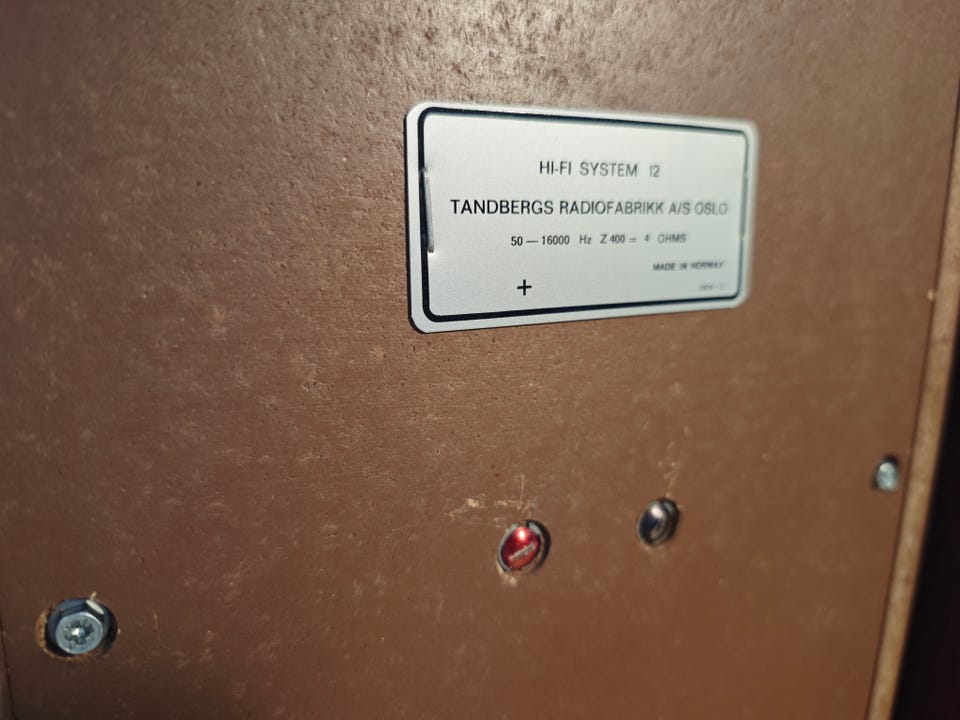 HI-FI SYSTEM 12
TANDBERGS RADIOFABRIKK A/S OSLO
50 — 16000 Hz Z 400 = 4 OHMS
MADE IN NORWAY
+